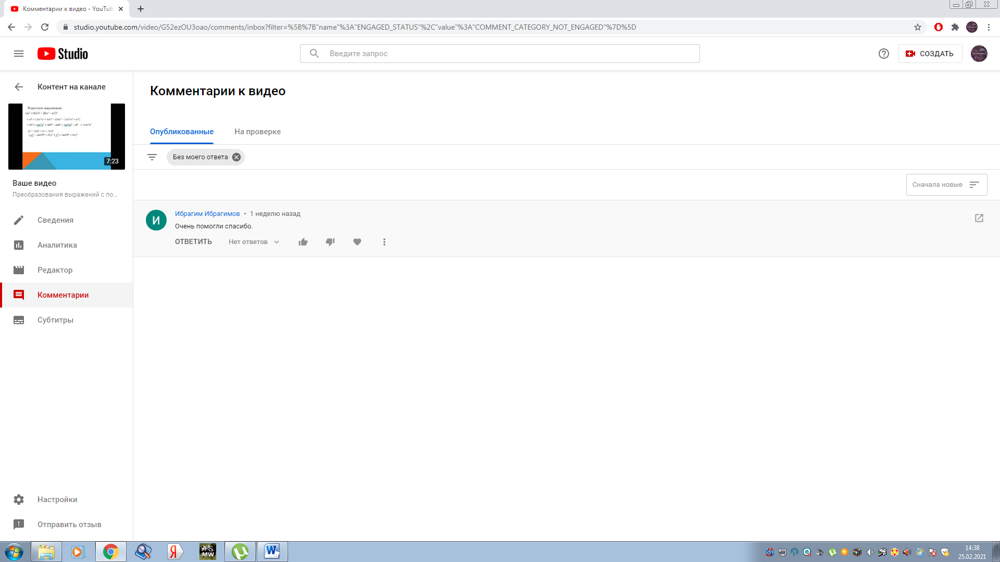 Комментарии к видео - YouTub
studio.youtube.com/video/G52ezOU3oao/comments/inbox?filter=%5B%7B"name"%3A"ENGAGED_STATUS"%2C"value"%3A"COMMENT_CATEGORY_NOT_ENGAGED"%7D%5D
Studio
Введите запрос
СОЗДАТЬ
Контент на канале
Упростите выражения
7:23
Ваше видео
Преобразования выражений с по...
Сведения
Аналитика
Редактор
Комментарии
Субтитры
Настройки
Отправить отзыв
Комментарии к видео
Опубликованные
На проверке
Без моего ответа
Сначала новые
И
Ибрагим Ибрагимов • 1 неделю назад
Очень помогли спасибо.
ОТВЕТИТЬ
Нет ответов
Я
MW
W
14:38
25.02.2021